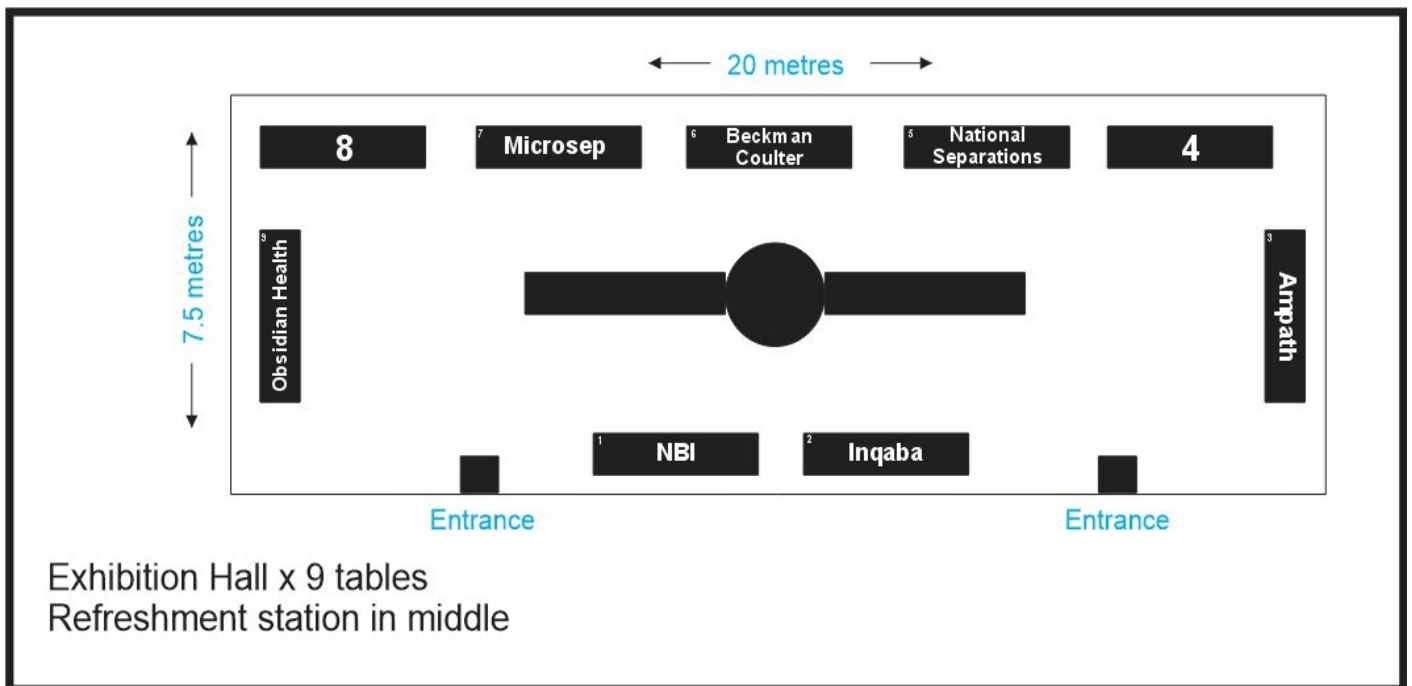 20 metres
8
7 Microsep
6 Beckman
Coulter
5 National
Separations
4
7.5 metres
9 Obsidian Health
3 Ampath
1 NBI
2 Inqaba
Entrance
Entrance
Exhibition Hall x 9 tables
Refreshment station in middle